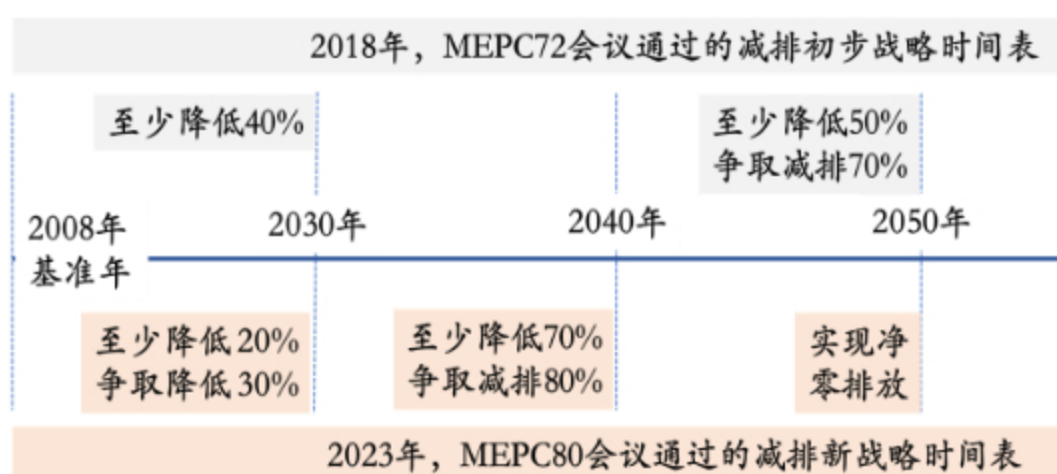 2018年，MEPC72会议通过的减排初步战略时间表
至少降低40%
至少降低50%
争取减排70%
2008年
基准年
2030年
2040年
2050年
至少降低20%
争取降低30%
至少降低70%
争取减排80%
实现净
零排放
2023年，MEPC80会议通过的减排新战略时间表